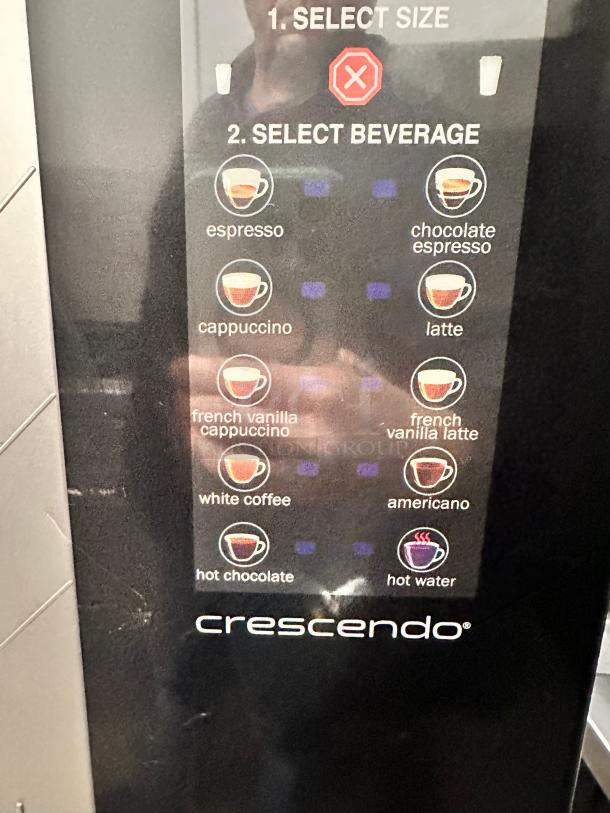 1. SELECT SIZE
2. SELECT BEVERAGE
espresso
chocolate
espresso
cappuccino
latte
french vanilla
cappuccino
french
vanilla latte
white coffee
americano
hot chocolate
hot water
crescendo®